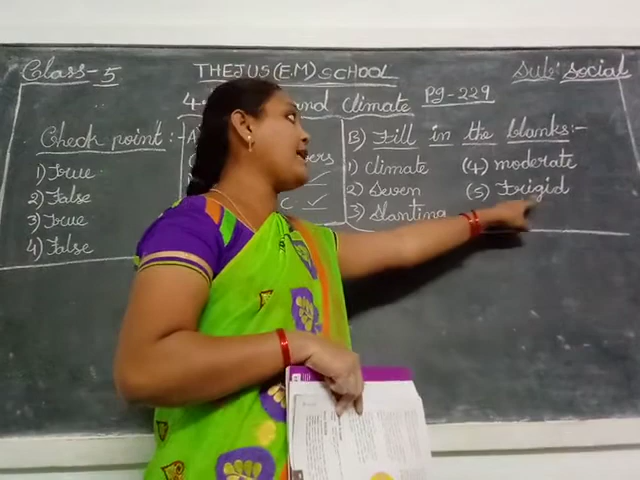 Class-5
THEJUS(E.M) SCHOOL
Sub: Social
4. and climate Pg-229
Check point:-
1) True
2) False
3) True
4) False
B) Fill in the blanks:-
1) climate
2) Seven
3) Slanting
(4) moderate
(5) Frigid